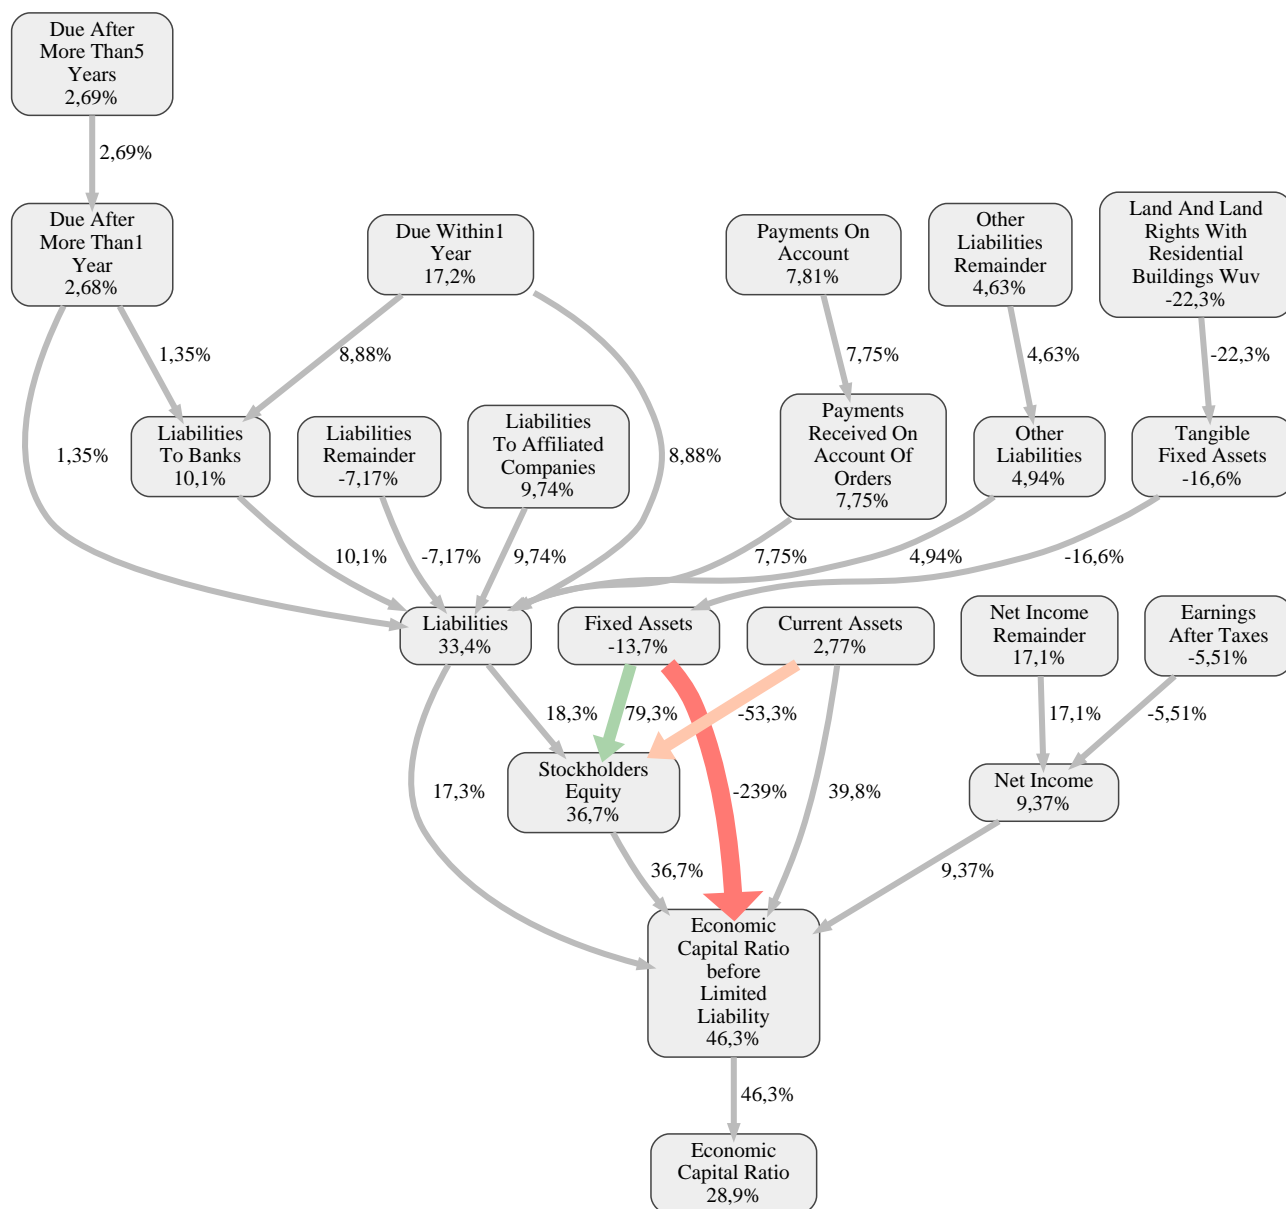 Due After
More Than5
Years
2,69%
2,69%
Due After
More Than1
Year
2,68%
Due Within1
Year
17,2%
Payments On
Account
7,81%
Other
Liabilities
Remainder
4,63%
Land And Land
Rights With
Residential
Buildings Wuv
-22,3%
1,35%
8,88%
7,75%
4,63%
-22,3%
Liabilities
To Banks
10,1%
Liabilities
Remainder
-7,17%
Liabilities
To Affiliated
Companies
9,74%
Payments
Received On
Account Of
Orders
7,75%
Other
Liabilities
4,94%
Tangible
Fixed Assets
-16,6%
1,35%
8,88%
10,1%
-7,17%
9,74%
7,75%
4,94%
-16,6%
Liabilities
33,4%
Fixed Assets
-13,7%
Current Assets
2,77%
Net Income
Remainder
17,1%
Earnings
After Taxes
-5,51%
18,3%
79,3%
-53,3%
17,1%
-5,51%
Stockholders
Equity
36,7%
Net Income
9,37%
17,3%
-239%
39,8%
36,7%
9,37%
Economic
Capital Ratio
before
Limited
Liability
46,3%
46,3%
Economic
Capital Ratio
28,9%